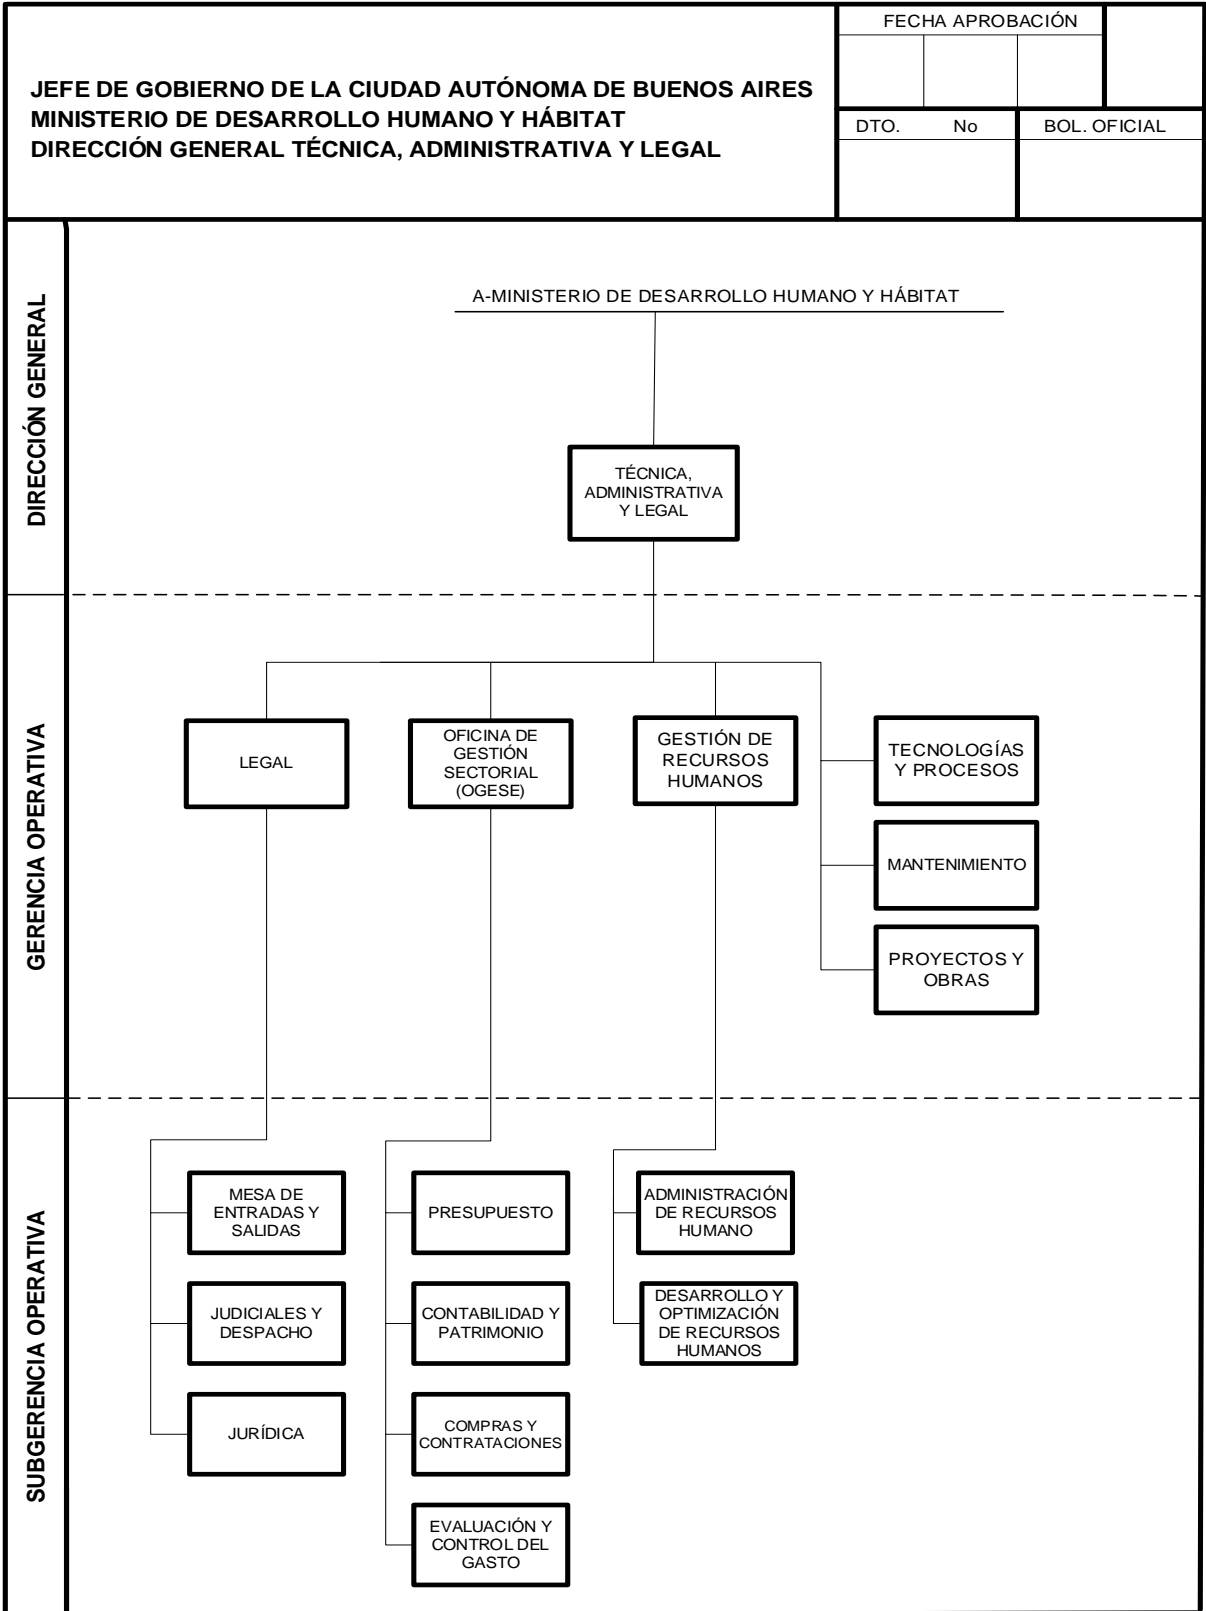 JEFE DE GOBIERNO DE LA CIUDAD AUTÓNOMA DE BUENOS AIRES
MINISTERIO DE DESARROLLO HUMANO Y HÁBITAT
DIRECCIÓN GENERAL TÉCNICA, ADMINISTRATIVA Y LEGAL
FECHA APROBACIÓN
DTO. No
BOL. OFICIAL
DIRECCIÓN GENERAL
A-MINISTERIO DE DESARROLLO HUMANO Y HÁBITAT
TÉCNICA,
ADMINISTRATIVA
Y LEGAL
GERENCIA OPERATIVA
LEGAL
OFICINA DE
GESTIÓN
SECTORIAL
(OGESE)
GESTIÓN DE
RECURSOS
HUMANOS
TECNOLOGÍAS
Y PROCESOS
MANTENIMIENTO
PROYECTOS Y
OBRAS
SUBGERENCIA OPERATIVA
MESA DE
ENTRADAS Y
SALIDAS
JUDICIALES Y
DESPACHO
JURÍDICA
PRESUPUESTO
CONTABILIDAD Y
PATRIMONIO
COMPRAS Y
CONTRATACIONES
EVALUACIÓN Y
CONTROL DEL
GASTO
ADMINISTRACIÓN
DE RECURSOS
HUMANO
DESARROLLO Y
OPTIMIZACIÓN
DE RECURSOS
HUMANOS